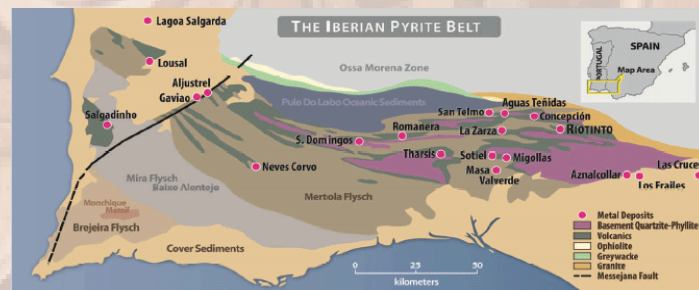 THE IBERIAN PYRITE BELT
Lagoa Salgarda
SPAIN
PORTUGAL
Map Area
Lousal
Ossa Morena Zone
Aljustrel
Gaviao
Pulo Do Lobo Oceanic Sediments
San Telmo
Aguas Teñidas
Concepción
Salgadinho
Romanera
La Zarza
RIOTINTO
S. Domingos
Tharsis
Sotiel
Migollas
Las Cruce
Neves Corvo
Masa
Valverde
Aznalcollar
Los Frailes
Mira Flysch
Baixo Alentejo
Mertola Flysch
Monchique
Brejeira Flysch
Cover Sediments
Metal Deposits
Basement Quartzite-Phyllite
Volcanics
Ophiolite
Greywacke
Granite
Messejana Fault
0 25 50
kilometers